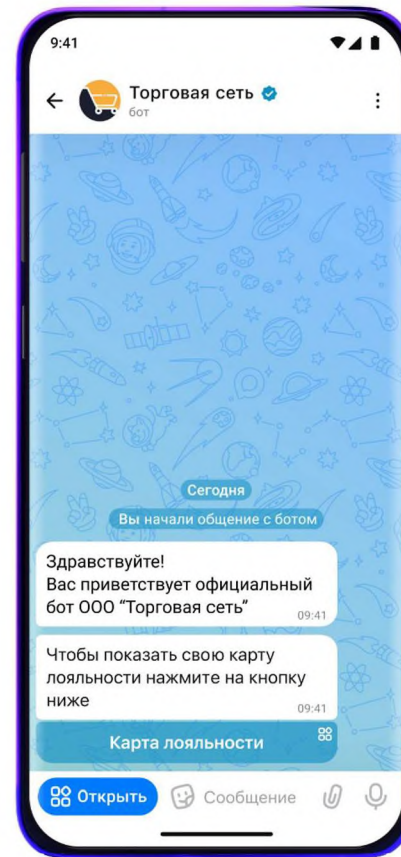 9:41
Торговая сеть
бот
Сегодня
Вы начали общение с ботом
Здравствуйте!
Вас приветствует официальный
бот ООО “Торговая сеть”
09:41
Чтобы показать свою карту
лояльности нажмите на кнопку
ниже
09:41
Карта лояльности
Открыть
Сообщение